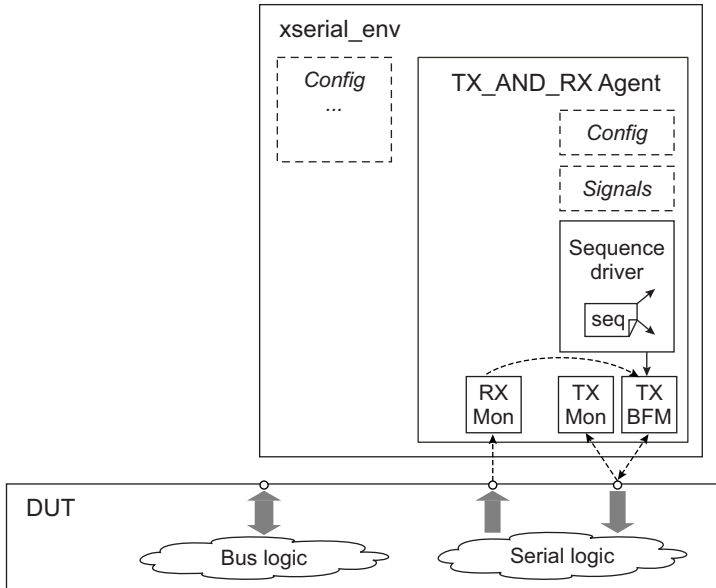 xserial_env
Config
...
TX_AND_RX Agent
Config
Signals
Sequence
driver
seq
RX
Mon
TX
Mon
TX
BFM
DUT
Bus logic
Serial logic